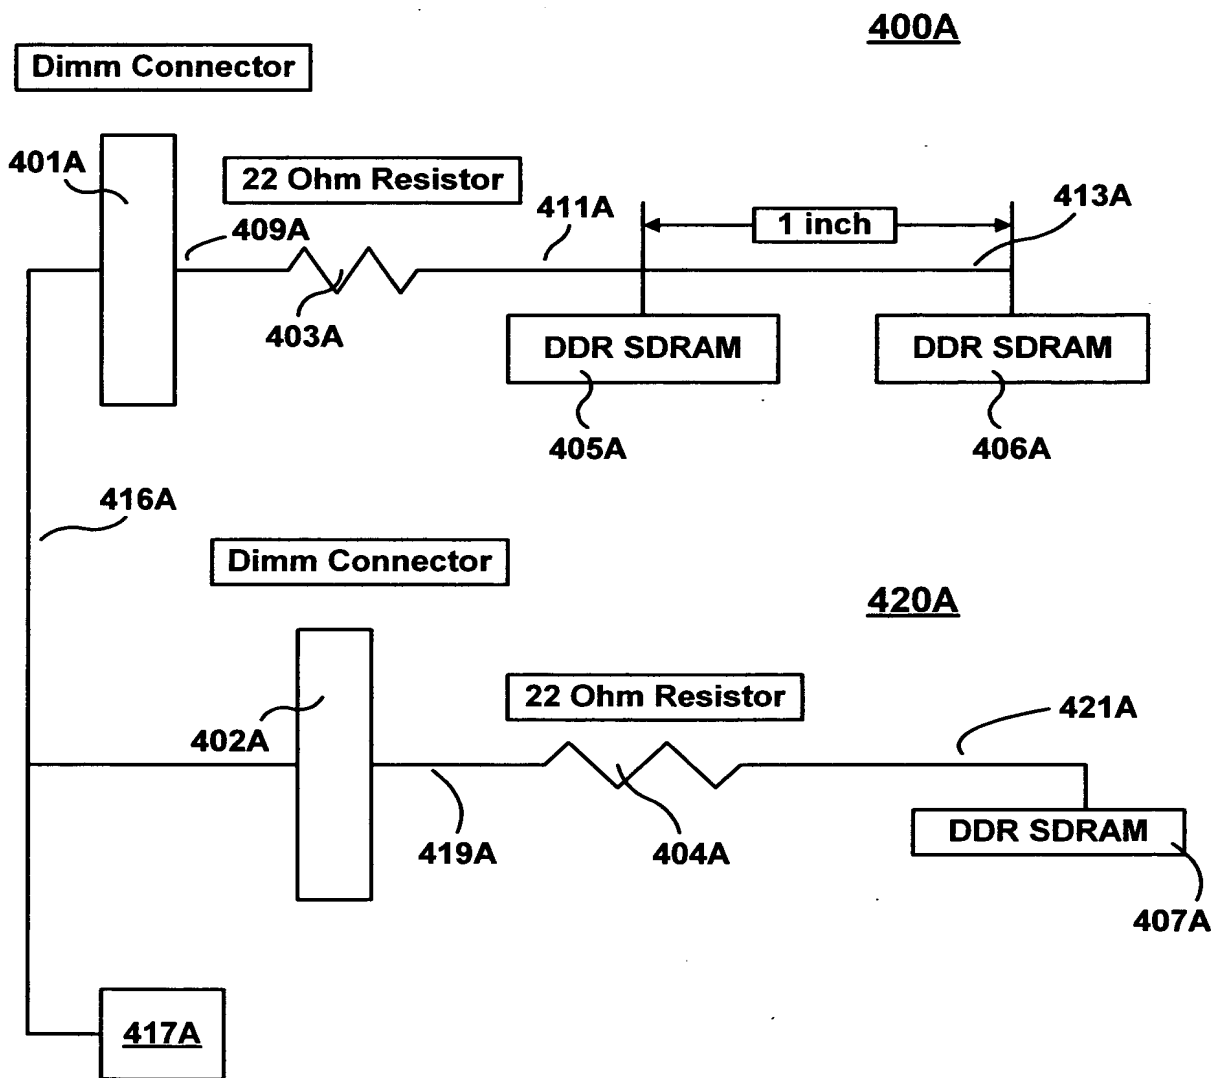 400A
Dimm Connector
401A
22 Ohm Resistor
409A
411A
1 inch
413A
403A
DDR SDRAM
DDR SDRAM
405A
406A
416A
Dimm Connector
420A
22 Ohm Resistor
421A
402A
419A
404A
DDR SDRAM
407A
417A